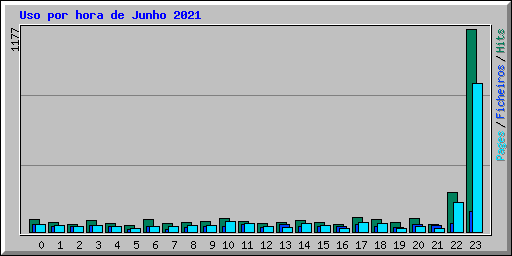 Uso por hora de Junho 2021
1177
Pages / Ficheiros / Hits
0 1 2 3 4 5 6 7 8 9 10 11 12 13 14 15 16 17 18 19 20 21 22 23